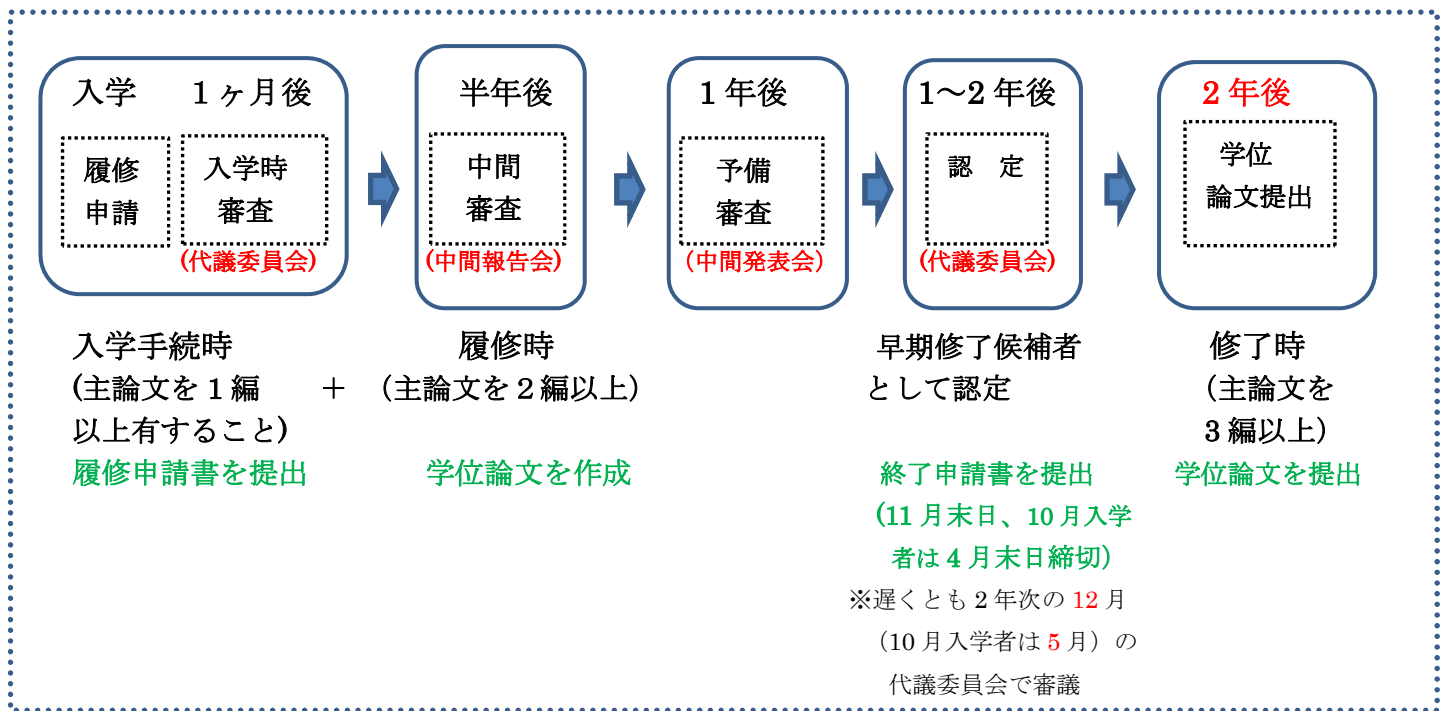 入学　１ヶ月後
履修
申請
入学時
審査
(代議委員会)
半年後
中間
審査
(中間報告会)
１年後
予備
審査
（中間発表会）
1～2年後
認　定
(代議委員会)
2年後
学位
論文提出
入学手続時
(主論文を１編
以上有すること)
履修申請書を提出
＋
履修時
（主論文を２編以上）
学位論文を作成
早期修了候補者
として認定
終了申請書を提出
(11月末日、10月入学
者は4月末日締切)
※遅くとも2年次の12月
（10月入学者は5月）の
代議委員会で審議
修了時
（主論文を
３編以上）
学位論文を提出